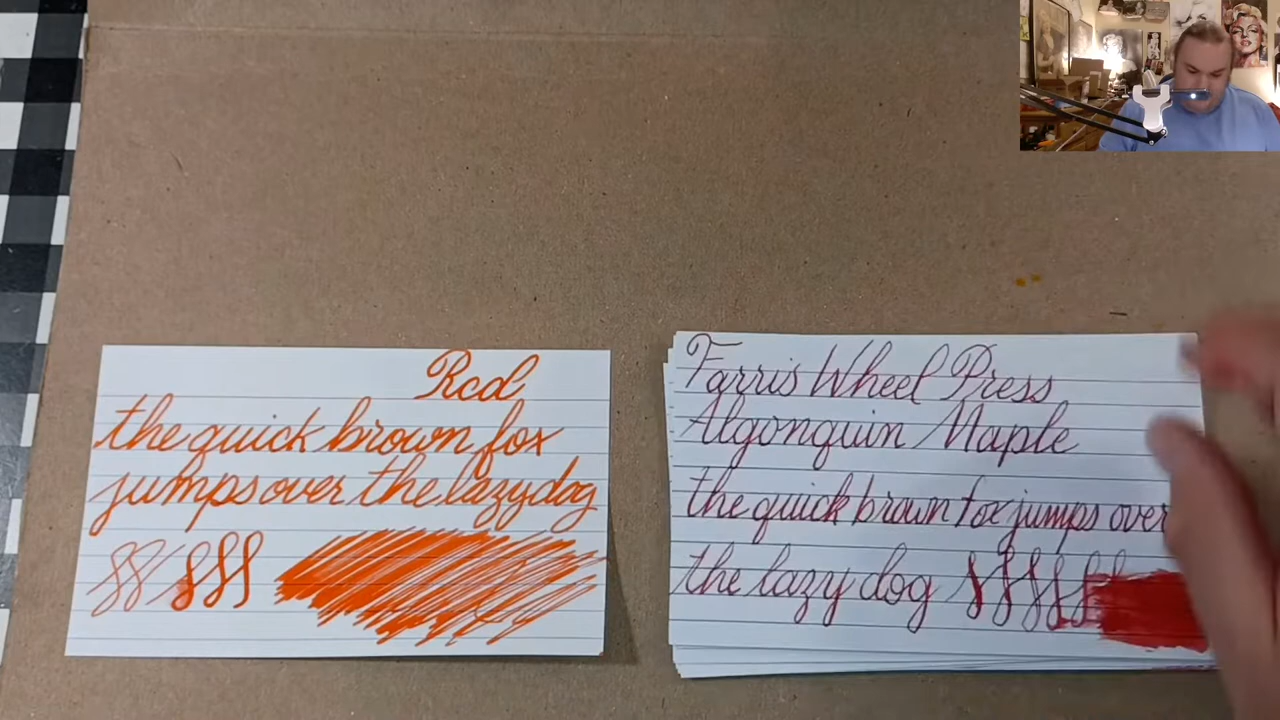 Red
the quick brown fox
jumps over the lazy dog
Farris Wheel Press
Algonquin Maple
the quick brown fox jumps over
the lazy dog